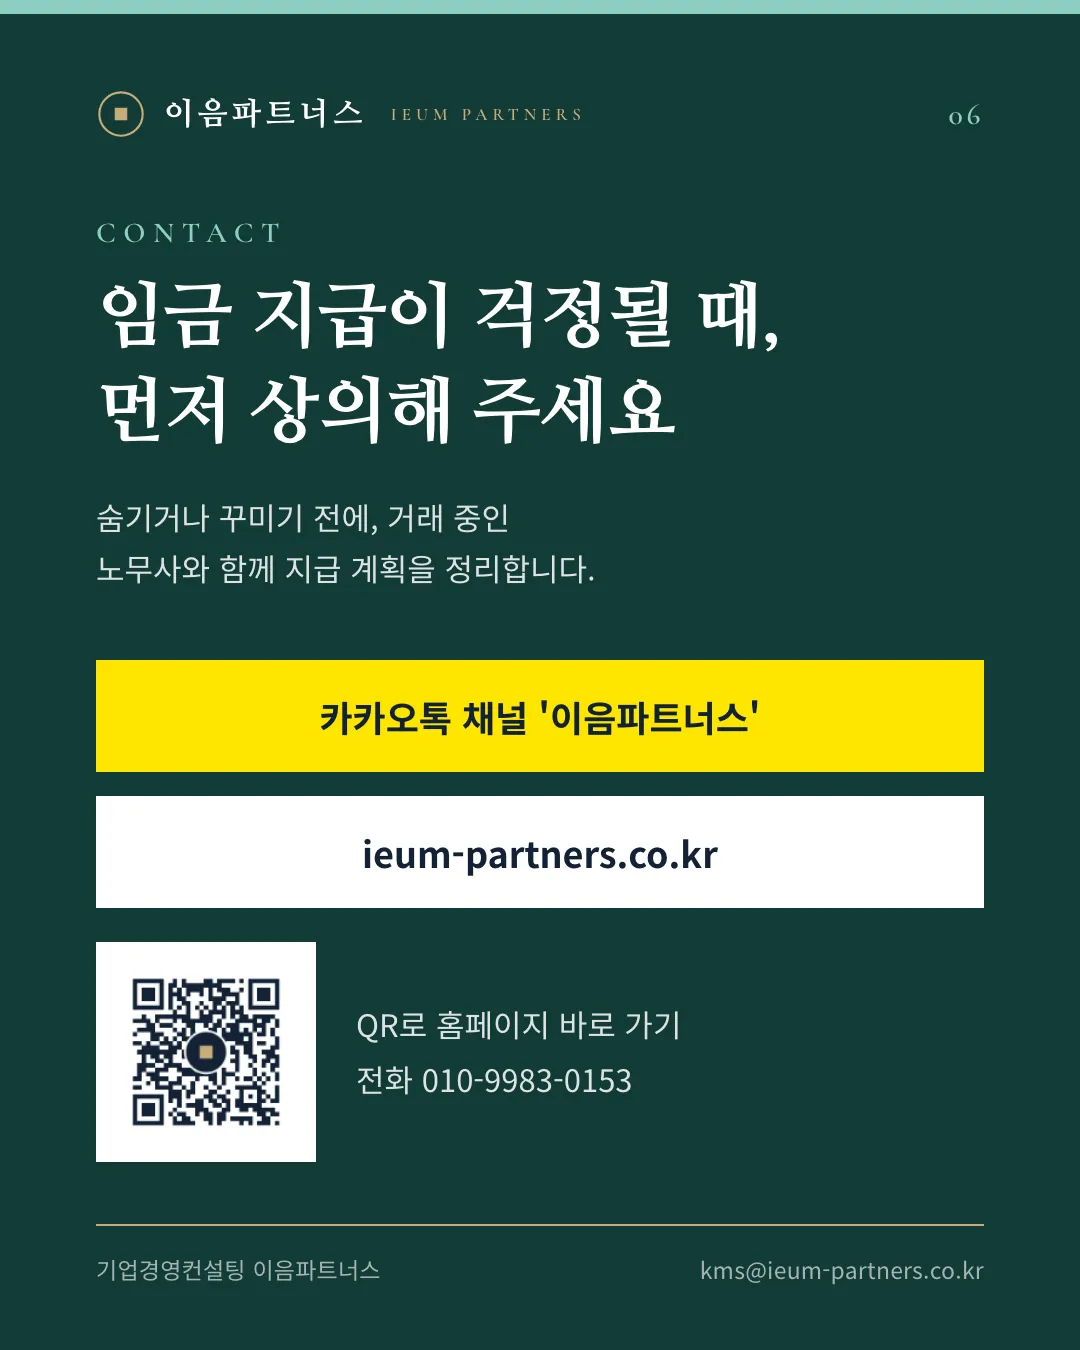 이음파트너스 IEUM PARTNERS 06
CONTACT
임금 지급이 걱정될 때,
먼저 상의해 주세요
숨기거나 꾸미기 전에, 거래 중인
노무사와 함께 지급 계획을 정리합니다.
카카오톡 채널 '이음파트너스'
ieum-partners.co.kr
QR로 홈페이지 바로 가기
전화 010-9983-0153
기업경영컨설팅 이음파트너스 kms@ieum-partners.co.kr